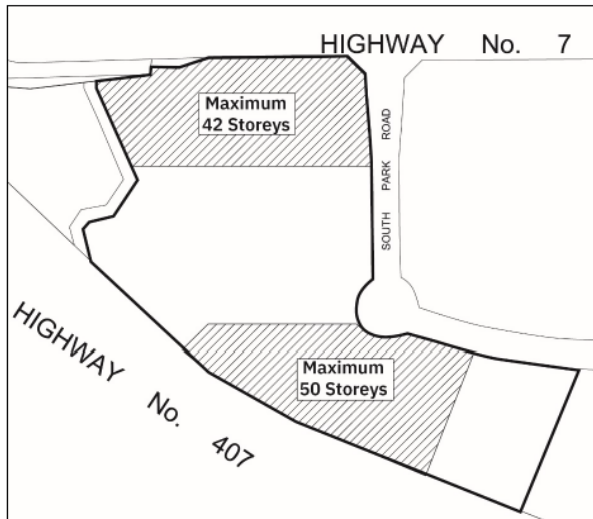 HIGHWAY No. 7
Maximum
42 Storeys
SOUTH PARK ROAD
HIGHWAY No. 407
Maximum
50 Storeys